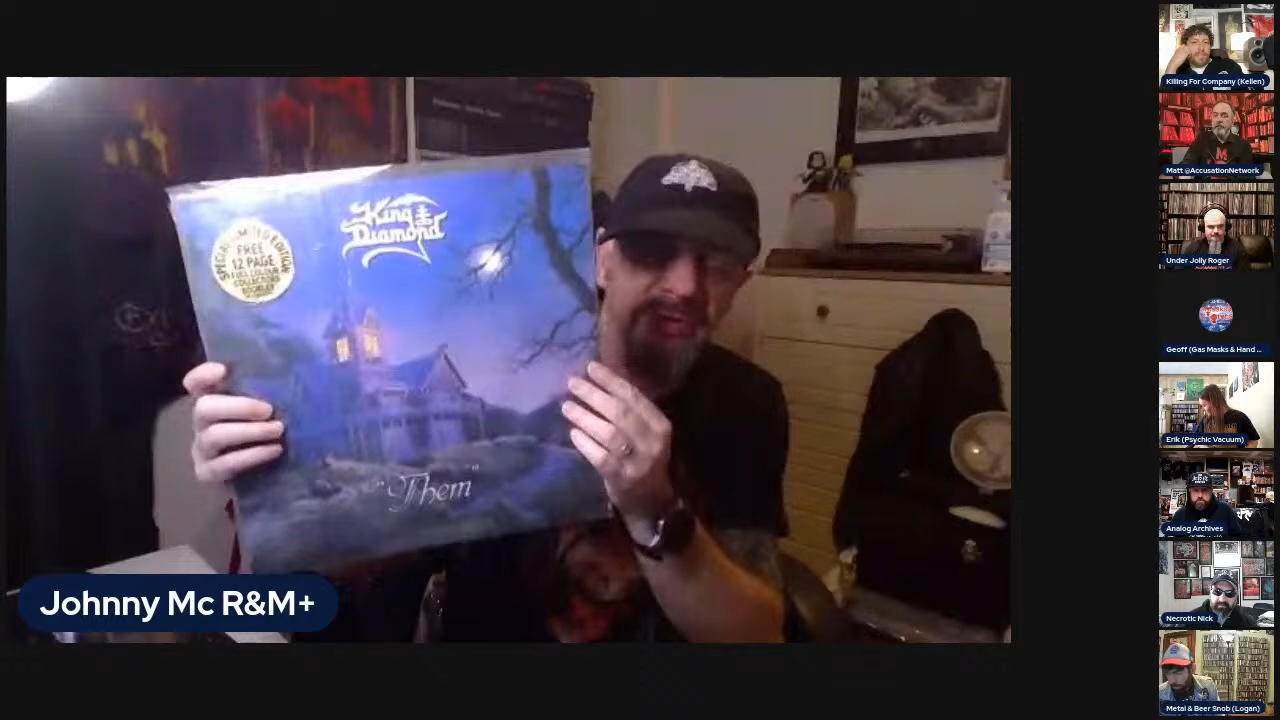 King
Diamond
SPECIAL LIMITED EDITION
FREE
12 PAGE
FULL COLOUR
COLLECTORS
BOOKLET
"Them"
Johnny Mc R&M+
Killing For Company (Kellen)
Matt @AccusationNetwork
Under Jolly Roger
Geoff (Gas Masks & Hand ...
Erik (Psychic Vacuum)
Analog Archives
Necrotic Nick
Metal & Beer Snob (Logan)